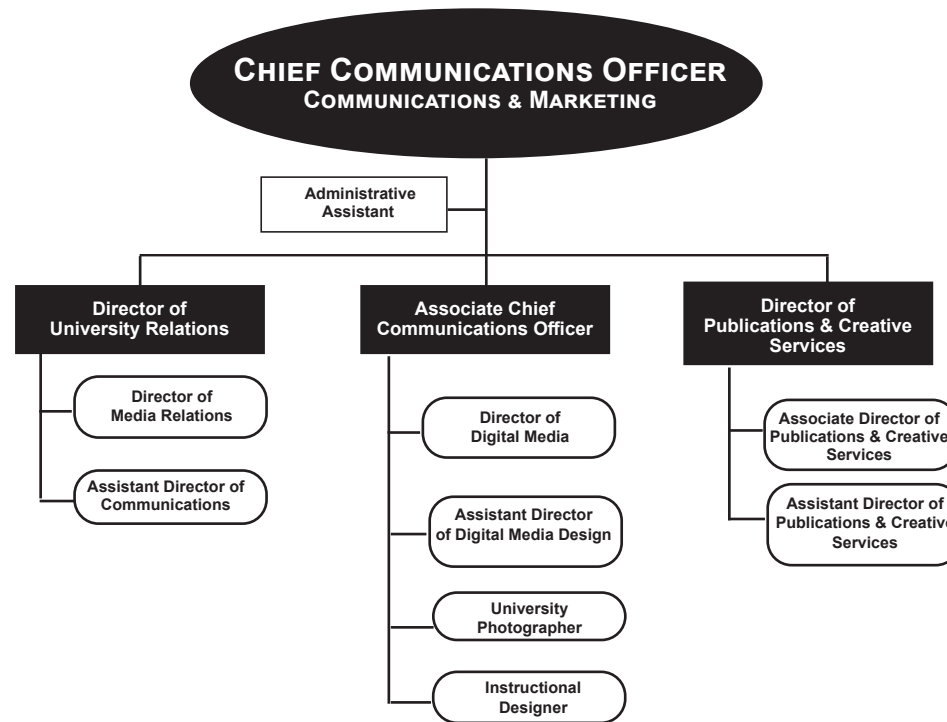 CHIEF COMMUNICATIONS OFFICER
COMMUNICATIONS & MARKETING
Administrative
Assistant
Director of
University Relations
Director of
Media Relations
Assistant Director of
Communications
Associate Chief
Communications Officer
Director of
Digital Media
Assistant Director
of Digital Media Design
University
Photographer
Instructional
Designer
Director of
Publications & Creative
Services
Associate Director of
Publications & Creative
Services
Assistant Director of
Publications & Creative
Services